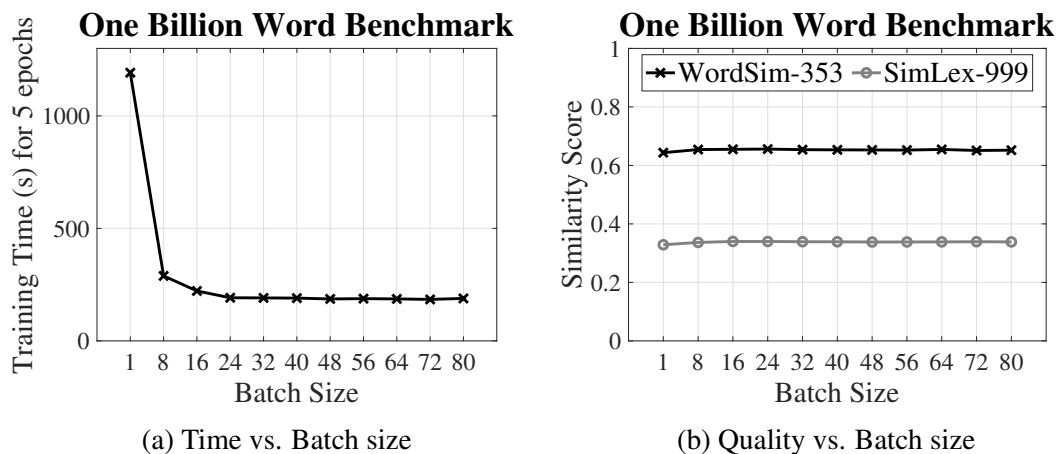 One Billion Word Benchmark
Training Time (s) for 5 epochs
1000
500
0
1 8 16 24 32 40 48 56 64 72 80
Batch Size
(a) Time vs. Batch size
One Billion Word Benchmark
WordSim-353 SimLex-999
Similarity Score
1
0.8
0.6
0.4
0.2
0
1 8 16 24 32 40 48 56 64 72 80
Batch Size
(b) Quality vs. Batch size